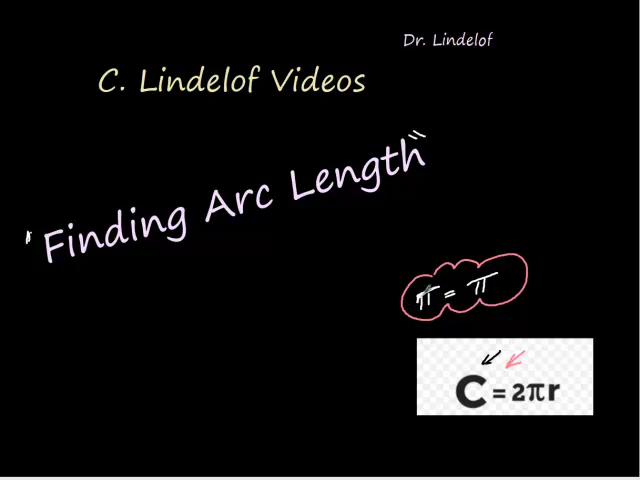 Dr. Lindelof
C. Lindelof Videos
"Finding Arc Length"
π = π
C = 2πr